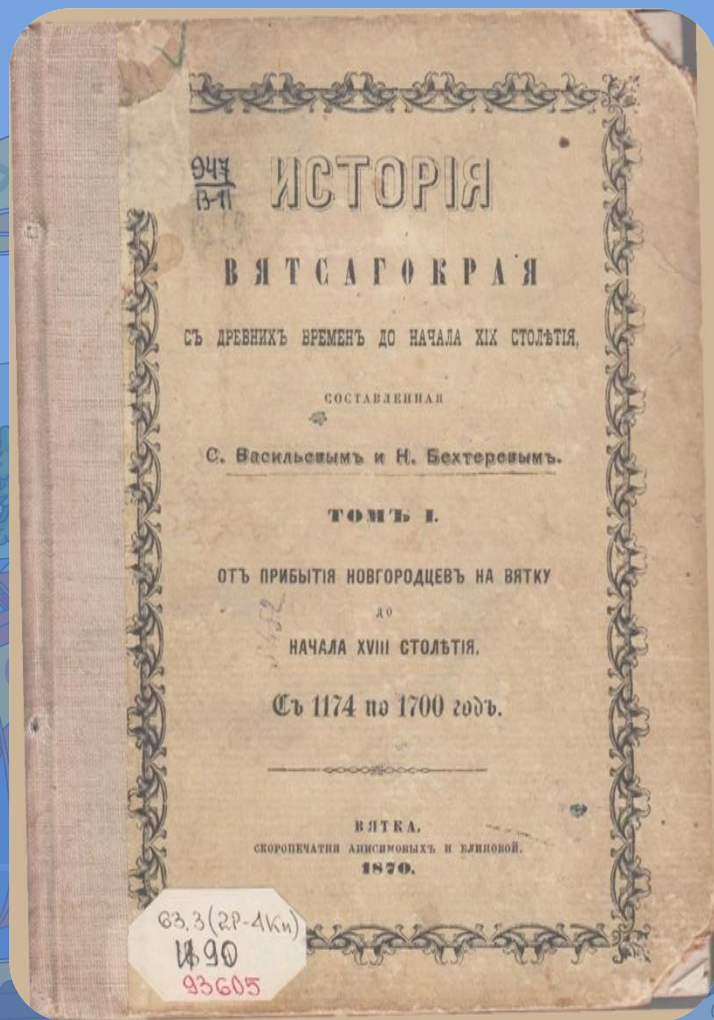 947
В-11
ИСТОРІЯ
ВЯТСАГОКРАЯ
СЪ ДРЕВНИХЪ ВРЕМЕНЪ ДО НАЧАЛА XIX СТОЛѢТІЯ,
СОСТАВЛЕННАЯ
С. Васильевымъ и Н. Бехтеревымъ.
ТОМЪ I.
ОТЪ ПРИБЫТІЯ НОВГОРОДЦЕВЪ НА ВЯТКУ
ДО
НАЧАЛА XVIII СТОЛѢТІЯ.
Съ 1174 по 1700 годъ.
ВЯТКА.
СКОРОПЕЧАТНЯ АНИСИМОВЫХЪ И БЛИНОВОЙ.
1870.
63.3(2Р-4Ки)
И90
93605